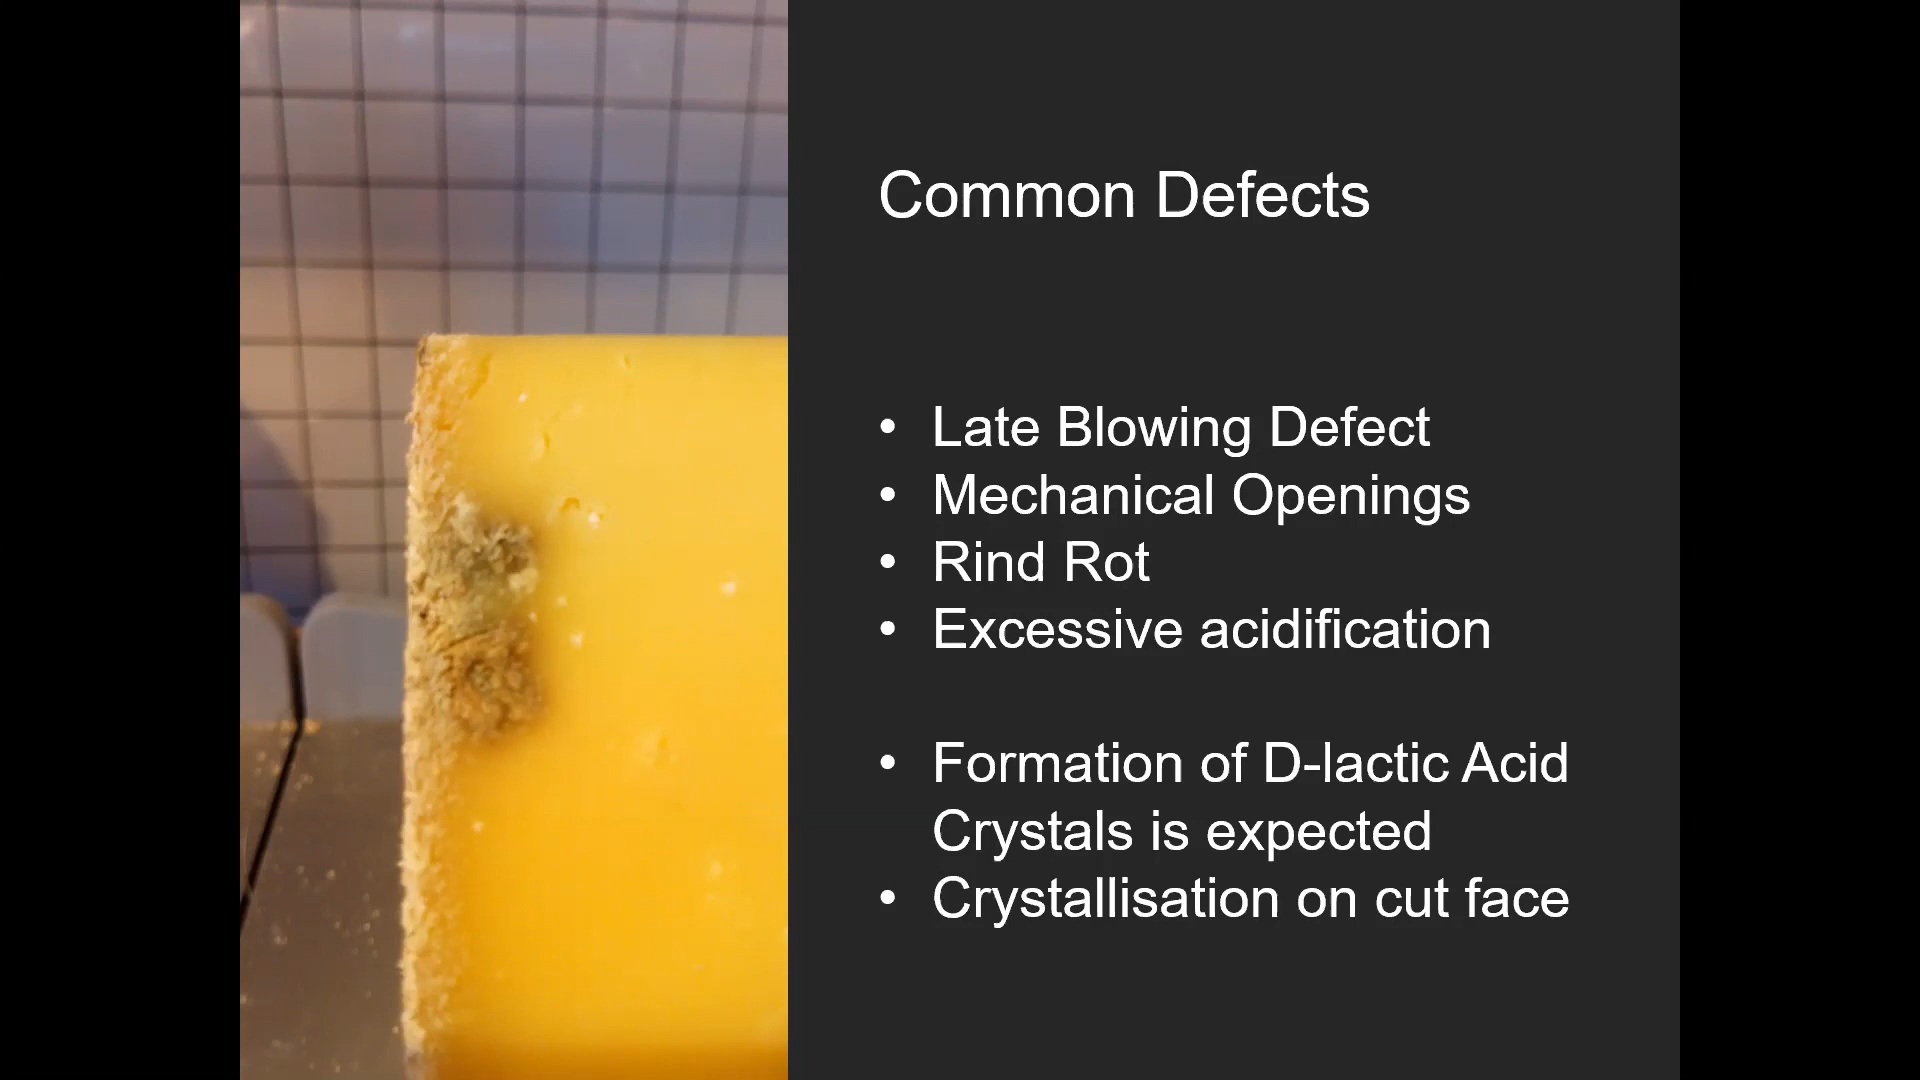 Common Defects
• Late Blowing Defect
• Mechanical Openings
• Rind Rot
• Excessive acidification
• Formation of D-lactic Acid
Crystals is expected
• Crystallisation on cut face